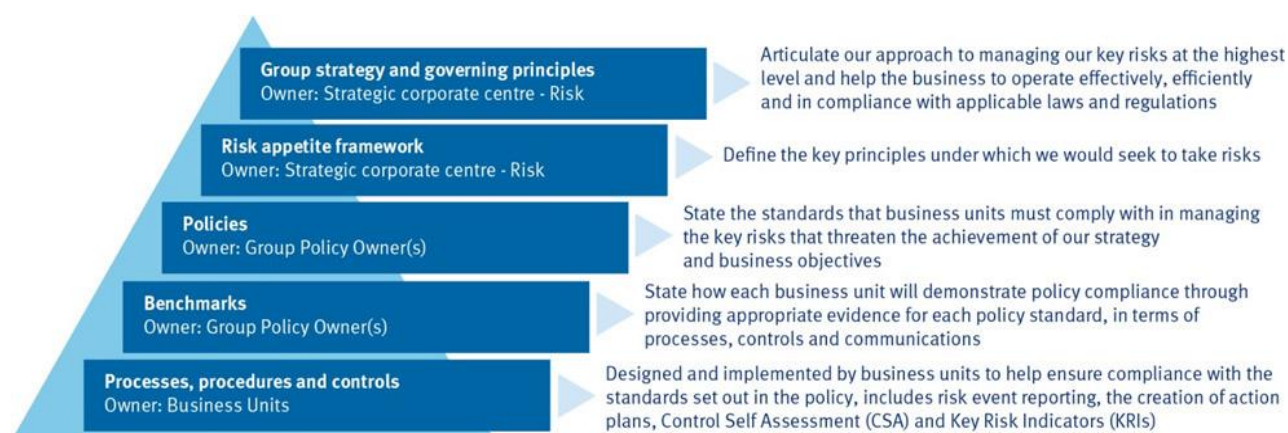 Group strategy and governing principles
Owner: Strategic corporate centre - Risk
Articulate our approach to managing our key risks at the highest
level and help the business to operate effectively, efficiently
and in compliance with applicable laws and regulations
Risk appetite framework
Owner: Strategic corporate centre - Risk
Define the key principles under which we would seek to take risks
Policies
Owner: Group Policy Owner(s)
State the standards that business units must comply with in managing
the key risks that threaten the achievement of our strategy
and business objectives
Benchmarks
Owner: Group Policy Owner(s)
State how each business unit will demonstrate policy compliance through
providing appropriate evidence for each policy standard, in terms of
processes, controls and communications
Processes, procedures and controls
Owner: Business Units
Designed and implemented by business units to help ensure compliance with the
standards set out in the policy, includes risk event reporting, the creation of action
plans, Control Self Assessment (CSA) and Key Risk Indicators (KRIs)